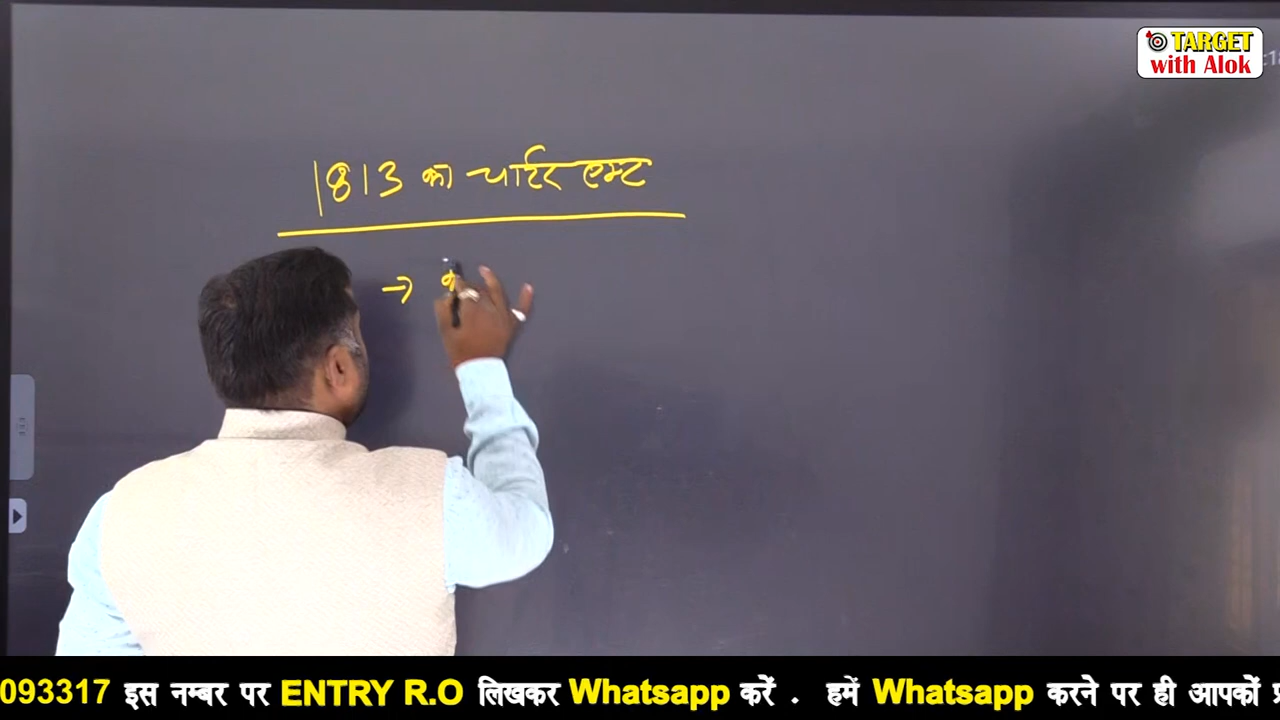 TARGET
with Alok
1813 का चार्टर एक्ट
→
093317 इस नम्बर पर ENTRY R.O लिखकर Whatsapp करें . हमें Whatsapp करने पर ही आपकों